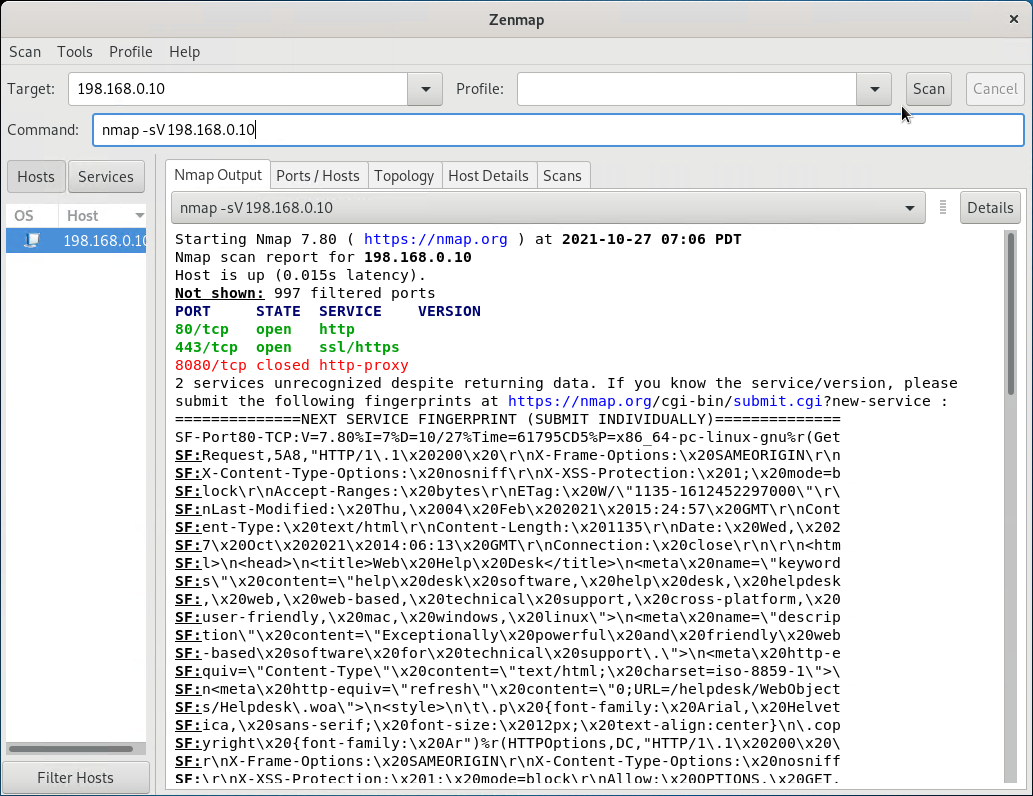 Zenmap
Scan Tools Profile Help
Target: 198.168.0.10 Profile: Scan Cancel
Command: nmap -sV 198.168.0.10
Hosts Services
Nmap Output Ports / Hosts Topology Host Details Scans
OS Host
198.168.0.10
nmap -sV 198.168.0.10 Details
Starting Nmap 7.80 ( https://nmap.org ) at 2021-10-27 07:06 PDT
Nmap scan report for 198.168.0.10
Host is up (0.015s latency).
Not shown: 997 filtered ports
PORT STATE SERVICE VERSION
80/tcp open http
443/tcp open ssl/https
8080/tcp closed http-proxy
2 services unrecognized despite returning data. If you know the service/version, please
submit the following fingerprints at https://nmap.org/cgi-bin/submit.cgi?new-service :
==============NEXT SERVICE FINGERPRINT (SUBMIT INDIVIDUALLY)==============
SF-Port80-TCP:V=7.80%I=7%D=10/27%Time=61795CD5%P=x86_64-pc-linux-gnu%r(Get
SF:Request,5A8,"HTTP/1\.1\x20200\x20\r\nX-Frame-Options:\x20SAMEORIGIN\r\n
SF:X-Content-Type-Options:\x20nosniff\r\nX-XSS-Protection:\x201;\x20mode=b
SF:lock\r\nAccept-Ranges:\x20bytes\r\nETag:\x20W/\"1135-1612452297000\"\r\
SF:nLast-Modified:\x20Thu,\x2004\x20Feb\x202021\x2015:24:57\x20GMT\r\nCont
SF:ent-Type:\x20text/html\r\nContent-Length:\x201135\r\nDate:\x20Wed,\x202
SF:7\x20Oct\x202021\x2014:06:13\x20GMT\r\nConnection:\x20close\r\n\r\n<htm
SF:l>\n<head>\n<title>Web\x20Help\x20Desk</title>\n<meta\x20name=\"keyword
SF:s\"\x20content=\"help\x20desk\x20software,\x20help\x20desk,\x20helpdesk
SF:,\x20web,\x20web-based,\x20technical\x20support,\x20cross-platform,\x20
SF:user-friendly,\x20mac,\x20windows,\x20linux\">\n<meta\x20name=\"descrip
SF:tion\"\x20content=\"Exceptionally\x20powerful\x20and\x20friendly\x20web
SF:-based\x20software\x20for\x20technical\x20support\.\">\n<meta\x20http-e
SF:quiv=\"Content-Type\"\x20content=\"text/html;\x20charset=iso-8859-1\">\
SF:n<meta\x20http-equiv=\"refresh\"\x20content=\"0;URL=/helpdesk/WebObject
SF:s/Helpdesk\.woa\">\n<style>\n\t\.p\x20{font-family:\x20Arial,\x20Helvet
SF:ica,\x20sans-serif;\x20font-size:\x2012px;\x20text-align:center}\n\.cop
SF:yright\x20{font-family:\x20Ar")%r(HTTPOptions,DC,"HTTP/1\.1\x20200\x20\
SF:r\nX-Frame-Options:\x20SAMEORIGIN\r\nX-Content-Type-Options:\x20nosniff
SF:\r\nX-XSS-Protection:\x201;\x20mode=block\r\nAllow:\x20OPTIONS,\x20GET,
Filter Hosts